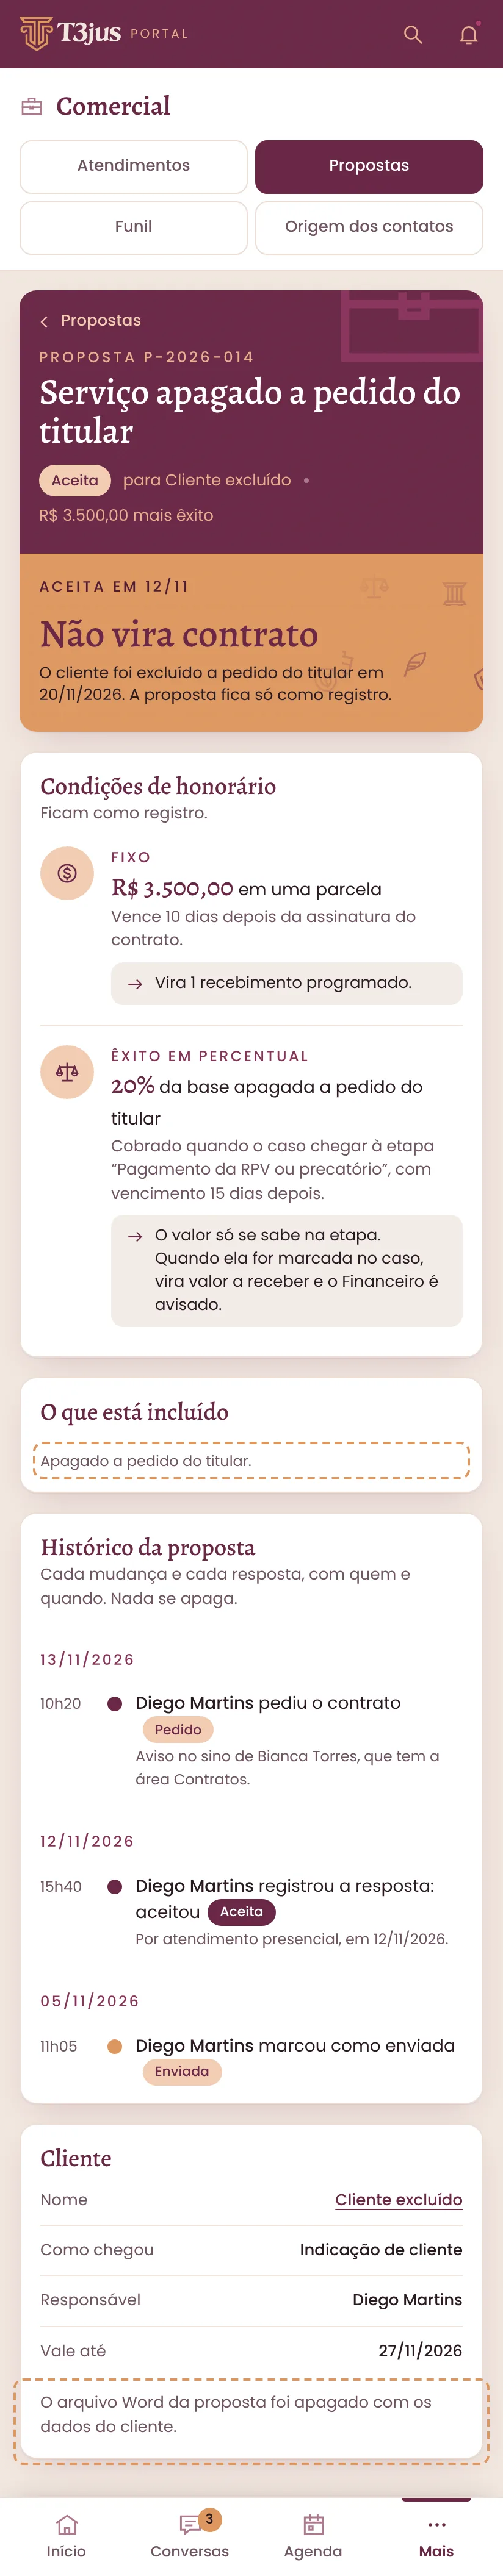 T3jus PORTAL
Comercial
Atendimentos
Propostas
Funil
Origem dos contatos
Propostas
PROPOSTA P-2026-014
Serviço apagado a pedido do
titular
Aceita para Cliente excluído •
R$ 3.500,00 mais êxito
ACEITA EM 12/11
Não vira contrato
O cliente foi excluído a pedido do titular em
20/11/2026. A proposta fica só como registro.
Condições de honorário
Ficam como registro.
FIXO
R$ 3.500,00 em uma parcela
Vence 10 dias depois da assinatura do
contrato.
→ Vira 1 recebimento programado.
ÊXITO EM PERCENTUAL
20% da base apagada a pedido do
titular
Cobrado quando o caso chegar à etapa
“Pagamento da RPV ou precatório”, com
vencimento 15 dias depois.
→ O valor só se sabe na etapa.
Quando ela for marcada no caso,
vira valor a receber e o Financeiro é
avisado.
O que está incluído
Apagado a pedido do titular.
Histórico da proposta
Cada mudança e cada resposta, com quem e
quando. Nada se apaga.
13/11/2026
10h20 Diego Martins pediu o contrato
Pedido
Aviso no sino de Bianca Torres, que tem a
área Contratos.
12/11/2026
15h40 Diego Martins registrou a resposta:
aceitou Aceita
Por atendimento presencial, em 12/11/2026.
05/11/2026
11h05 Diego Martins marcou como enviada
Enviada
Cliente
Nome Cliente excluído
Como chegou Indicação de cliente
Responsável Diego Martins
Vale até 27/11/2026
O arquivo Word da proposta foi apagado com os
dados do cliente.
3
Início Conversas Agenda Mais